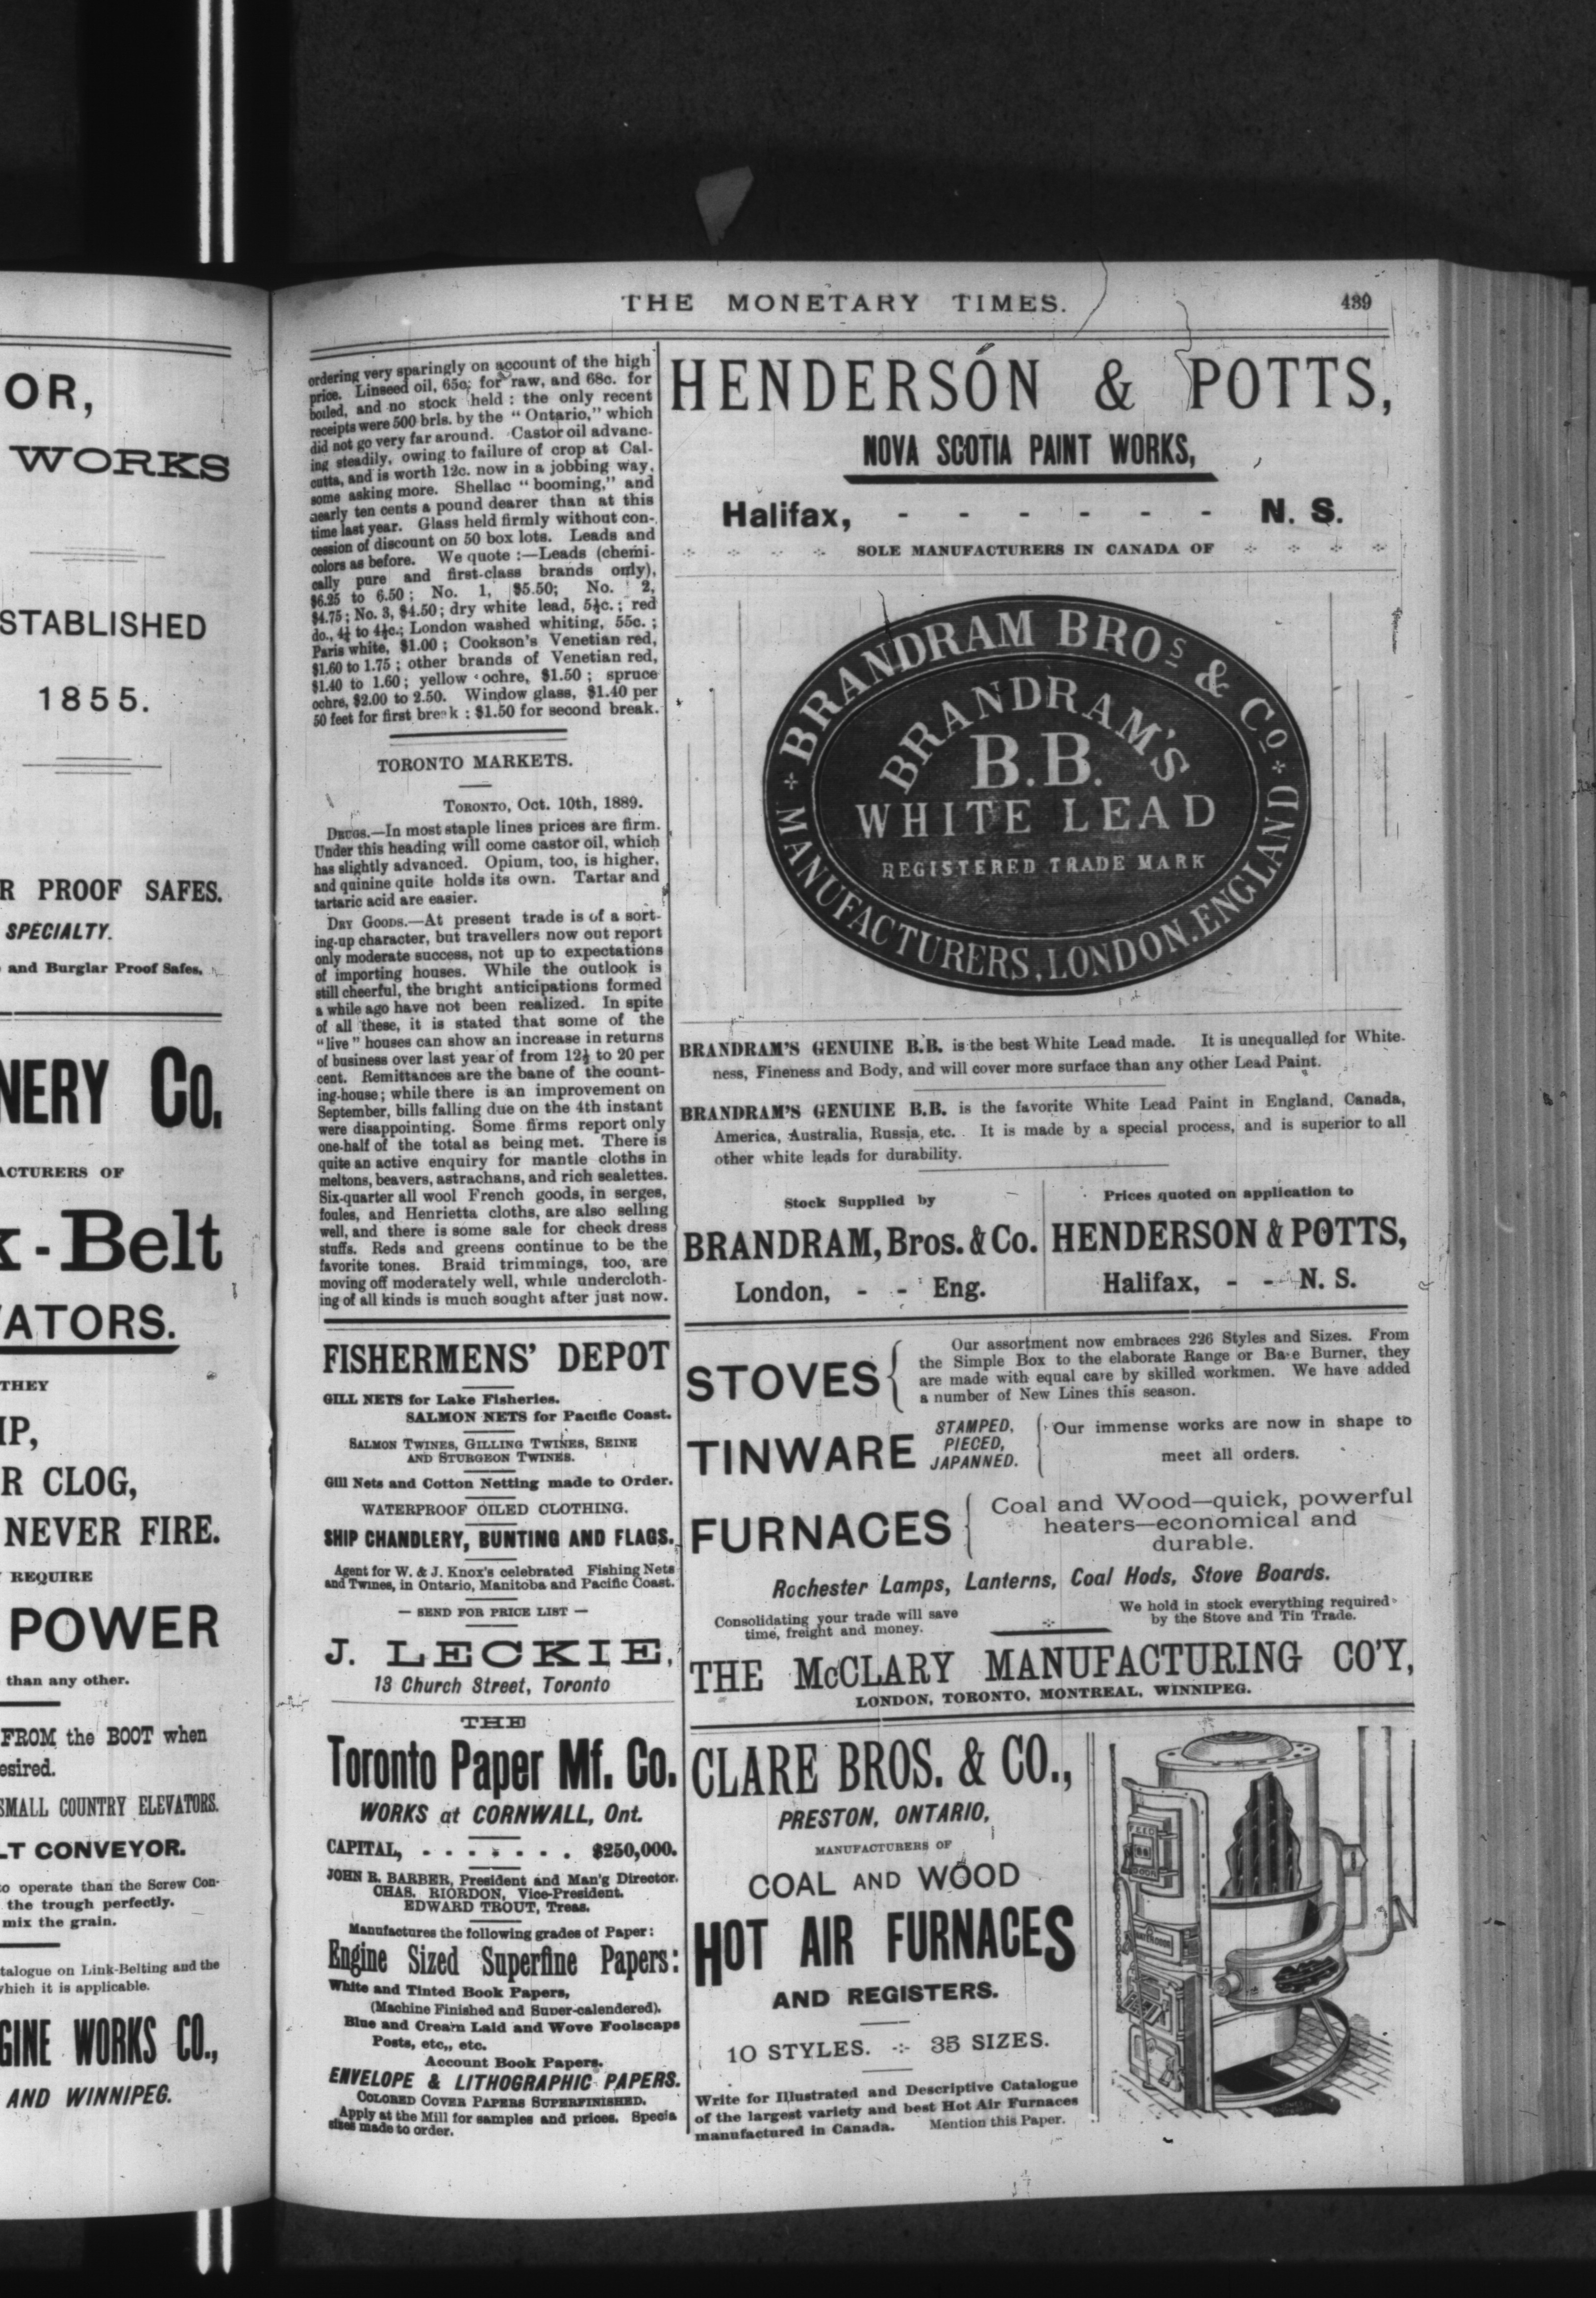 OR,
WORKS
STABLISHED
1855.
R PROOF SAFES.
SPECIALTY.
and Burglar Proof Safes.
NERY Co.
ACTURERS OF
k-Belt
VATORS.
THEY
IP,
R CLOG,
NEVER FIRE.
REQUIRE
POWER
than any other.
FROM the BOOT when
esired.
SMALL COUNTRY ELEVATORS.
LT CONVEYOR.
to operate than the Screw Con-
the trough perfectly.
mix the grain.
talogue on Link-Belting and the
which it is applicable.
GINE WORKS CO.,
AND WINNIPEG.
THE MONETARY TIMES.
439
ordering very sparingly on account of the high
price. Linseed oil, 65c. for raw, and 68c. for
boiled, and no stock held : the only recent
receipts were 500 brls. by the "Ontario," which
did not go very far around. Castor oil advanc-
ing steadily, owing to failure of crop at Cal-
cutta, and is worth 12c. now in a jobbing way,
some asking more. Shellac "booming," and
nearly ten cents a pound dearer than at this
time last year. Glass held firmly without con-
cession of discount on 50 box lots. Leads and
colors as before. We quote :—Leads (chemi-
cally pure and first-class brands only),
$6.25 to 6.50 ; No. 1, $5.50; No. 2,
$4.75 ; No. 3, $4.50 ; dry white lead, 5½c. ; red
do., 4¼ to 4½c.; London washed whiting, 55c. ;
Paris white, $1.00 ; Cookson's Venetian red,
$1.60 to 1.75 ; other brands of Venetian red,
$1.40 to 1.60 ; yellow ochre, $1.50 ; spruce
ochre, $2.00 to 2.50. Window glass, $1.40 per
50 feet for first break : $1.50 for second break.
TORONTO MARKETS.
TORONTO, Oct. 10th, 1889.
DRUGS.—In most staple lines prices are firm.
Under this heading will come castor oil, which
has slightly advanced. Opium, too, is higher,
and quinine quite holds its own. Tartar and
tartaric acid are easier.
DRY GOODS.—At present trade is of a sort-
ing-up character, but travellers now out report
only moderate success, not up to expectations
of importing houses. While the outlook is
still cheerful, the bright anticipations formed
a while ago have not been realized. In spite
of all these, it is stated that some of the
"live" houses can show an increase in returns
of business over last year of from 12½ to 20 per
cent. Remittances are the bane of the count-
ing-house ; while there is an improvement on
September, bills falling due on the 4th instant
were disappointing. Some firms report only
one-half of the total as being met. There is
quite an active enquiry for mantle cloths in
meltons, beavers, astrachans, and rich sealettes.
Six-quarter all wool French goods, in serges,
foules, and Henrietta cloths, are also selling
well, and there is some sale for check dress
stuffs. Reds and greens continue to be the
favorite tones. Braid trimmings, too, are
moving off moderately well, while undercloth-
ing of all kinds is much sought after just now.
FISHERMENS' DEPOT
GILL NETS for Lake Fisheries.
SALMON NETS for Pacific Coast.
SALMON TWINES, GILLING TWINES, SEINE
AND STURGEON TWINES.
Gill Nets and Cotton Netting made to Order.
WATERPROOF OILED CLOTHING.
SHIP CHANDLERY, BUNTING AND FLAGS.
Agent for W. & J. Knox's celebrated Fishing Nets
and Twines, in Ontario, Manitoba and Pacific Coast.
— SEND FOR PRICE LIST —
J. LECKIE,
13 Church Street, Toronto
THE
Toronto Paper Mf. Co.
WORKS at CORNWALL, Ont.
CAPITAL, . . . . . . . $250,000.
JOHN R. BARBER, President and Man'g Director.
CHAS. RIORDON, Vice-President.
EDWARD TROUT, Treas.
Manufactures the following grades of Paper:
Engine Sized Superfine Papers:
White and Tinted Book Papers,
(Machine Finished and Super-calendered).
Blue and Cream Laid and Wove Foolscaps
Posts, etc., etc.
Account Book Papers.
ENVELOPE & LITHOGRAPHIC PAPERS.
COLORED COVER PAPERS SUPERFINISHED.
Apply at the Mill for samples and prices. Specia
sizes made to order.
HENDERSON & POTTS,
NOVA SCOTIA PAINT WORKS,
Halifax, - - - - - - N. S.
SOLE MANUFACTURERS IN CANADA OF
BRANDRAM BROs & Co
BRANDRAM'S
B.B.
WHITE LEAD
REGISTERED TRADE MARK
MANUFACTURERS, LONDON. ENGLAND
BRANDRAM'S GENUINE B.B. is the best White Lead made. It is unequalled for White-
ness, Fineness and Body, and will cover more surface than any other Lead Paint.
BRANDRAM'S GENUINE B.B. is the favorite White Lead Paint in England, Canada,
America, Australia, Russia, etc. It is made by a special process, and is superior to all
other white leads for durability.
Stock Supplied by
BRANDRAM, Bros. & Co.
London, - - Eng.
Prices quoted on application to
HENDERSON & POTTS,
Halifax, - - N. S.
STOVES
Our assortment now embraces 226 Styles and Sizes. From
the Simple Box to the elaborate Range or Base Burner, they
are made with equal care by skilled workmen. We have added
a number of New Lines this season.
TINWARE
STAMPED,
PIECED,
JAPANNED.
Our immense works are now in shape to
meet all orders.
FURNACES
Coal and Wood—quick, powerful
heaters—economical and
durable.
Rochester Lamps, Lanterns, Coal Hods, Stove Boards.
Consolidating your trade will save
time, freight and money.
We hold in stock everything required
by the Stove and Tin Trade.
THE McCLARY MANUFACTURING CO'Y,
LONDON, TORONTO, MONTREAL, WINNIPEG.
CLARE BROS. & CO.,
PRESTON, ONTARIO,
MANUFACTURERS OF
COAL AND WOOD
HOT AIR FURNACES
AND REGISTERS.
10 STYLES. 35 SIZES.
Write for Illustrated and Descriptive Catalogue
of the largest variety and best Hot Air Furnaces
manufactured in Canada. Mention this Paper.